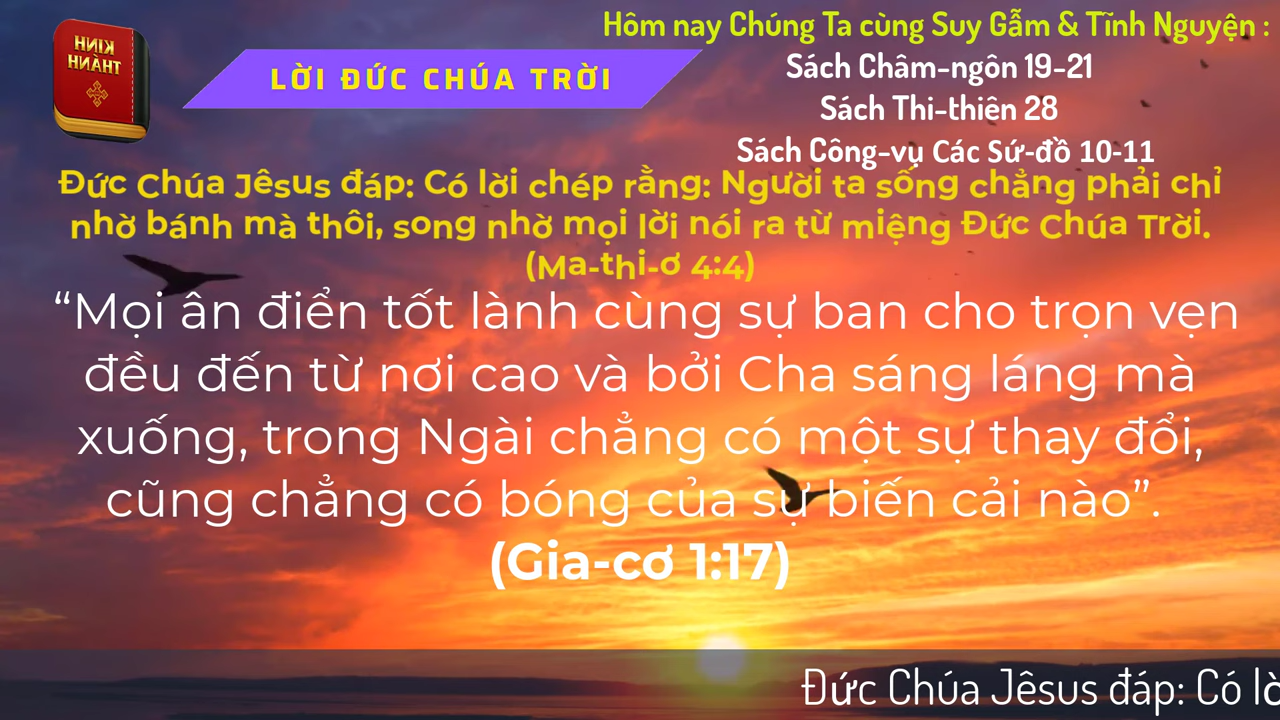 KINH
THÁNH
LỜI ĐỨC CHÚA TRỜI
Hôm nay Chúng Ta cùng Suy Gẫm & Tĩnh Nguyện :
Sách Châm-ngôn 19-21
Sách Thi-thiên 28
Sách Công-vụ Các Sứ-đồ 10-11
Đức Chúa Jêsus đáp: Có lời chép rằng: Người ta sống chẳng phải chỉ
nhờ bánh mà thôi, song nhờ mọi lời nói ra từ miệng Đức Chúa Trời.
(Ma-thi-ơ 4:4)
“Mọi ân điển tốt lành cùng sự ban cho trọn vẹn
đều đến từ nơi cao và bởi Cha sáng láng mà
xuống, trong Ngài chẳng có một sự thay đổi,
cũng chẳng có bóng của sự biến cải nào”.
(Gia-cơ 1:17)
Đức Chúa Jêsus đáp: Có lờ